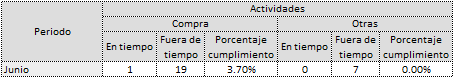 Periodo
Actividades
Compra
Otras
En tiempo
Fuera de tiempo
Porcentaje cumplimiento
En tiempo
Fuera de tiempo
Porcentaje cumplimiento
Junio 1 19 3.70% 0 7 0.00%